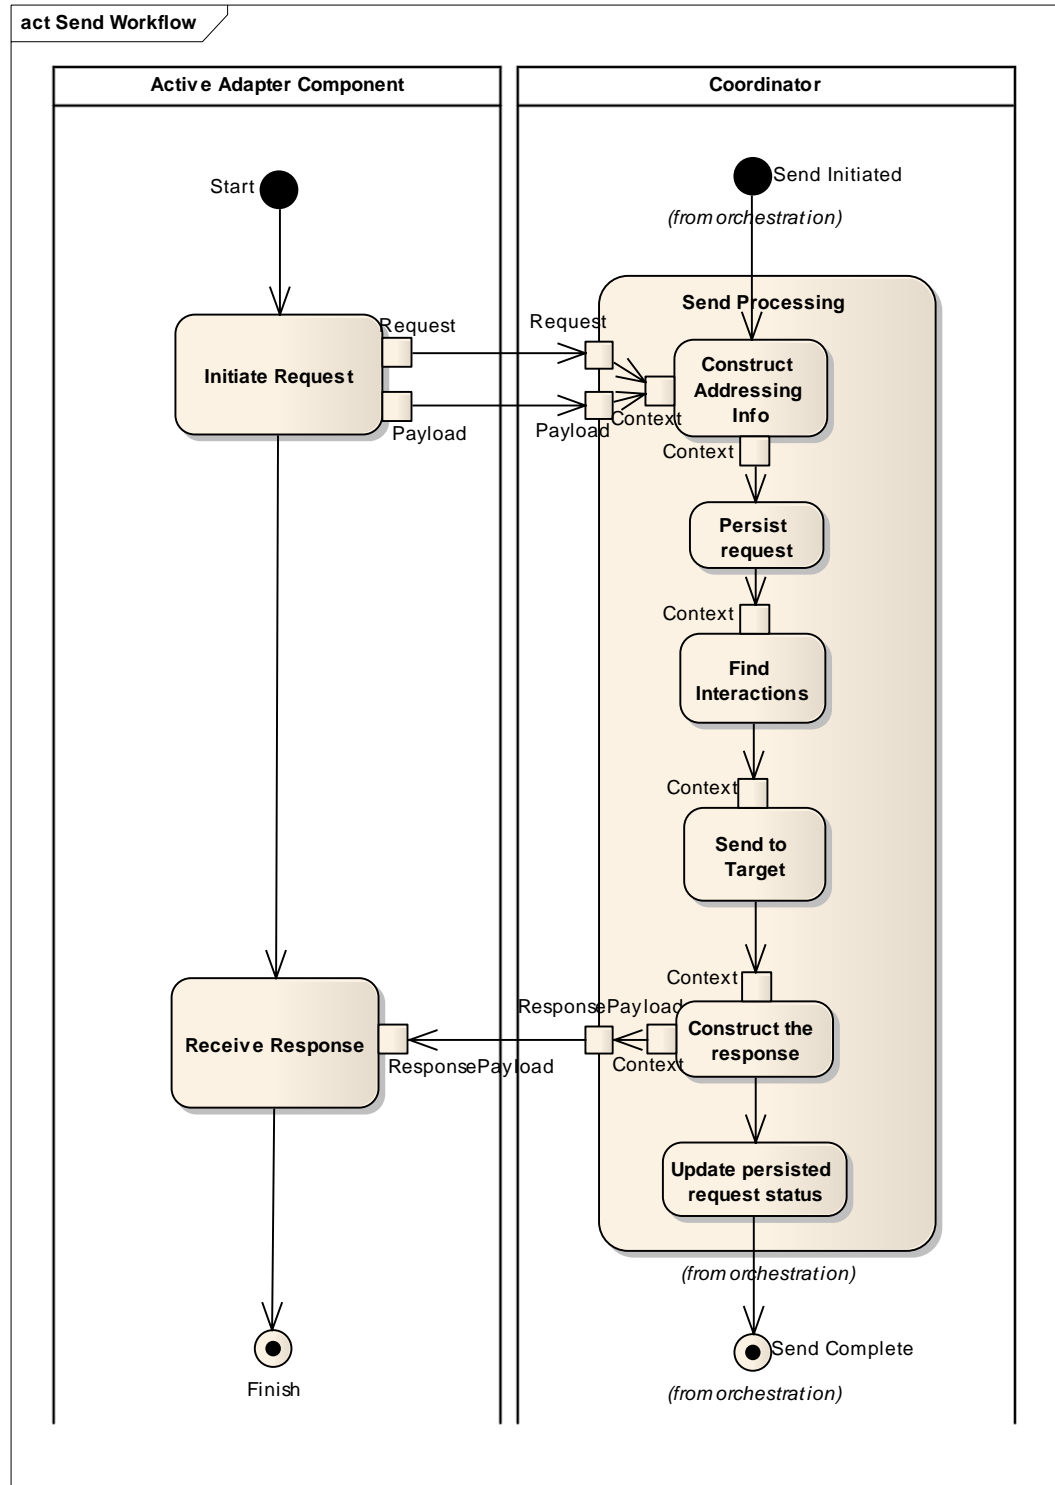 act Send Workflow
Active Adapter Component
Coordinator
Start
Send Initiated
(from orchestration)
Send Processing
Request
Request
Initiate Request
Construct
Addressing
Info
Payload
Payload
Context
Context
Persist
request
Context
Find
Interactions
Context
Send to
Target
Context
ResponsePayload
Receive Response
Construct the
response
ResponsePayload
Context
Update persisted
request status
(from orchestration)
Send Complete
Finish
(from orchestration)